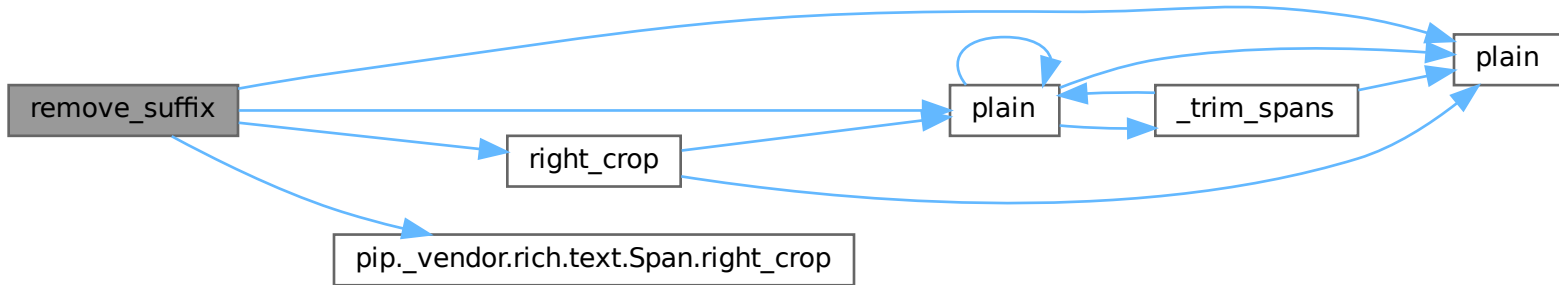 remove_suffix
right_crop
pip._vendor.rich.text.Span.right_crop
plain
_trim_spans
plain